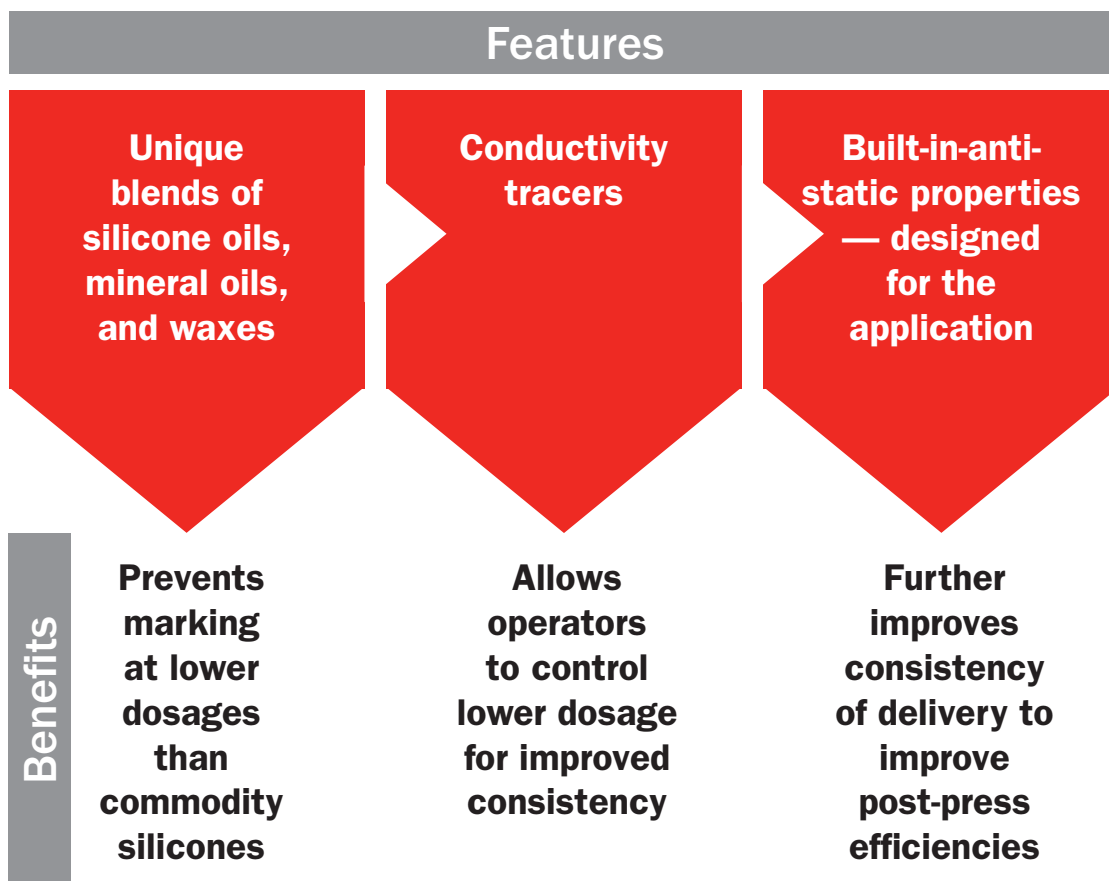 Features
Unique
blends of
silicone oils,
mineral oils,
and waxes
Conductivity
tracers
Built-in-anti-
static properties
— designed
for the
application
Benefits
Prevents
marking
at lower
dosages
than
commodity
silicones
Allows
operators
to control
lower dosage
for improved
consistency
Further
improves
consistency
of delivery to
improve
post-press
efficiencies